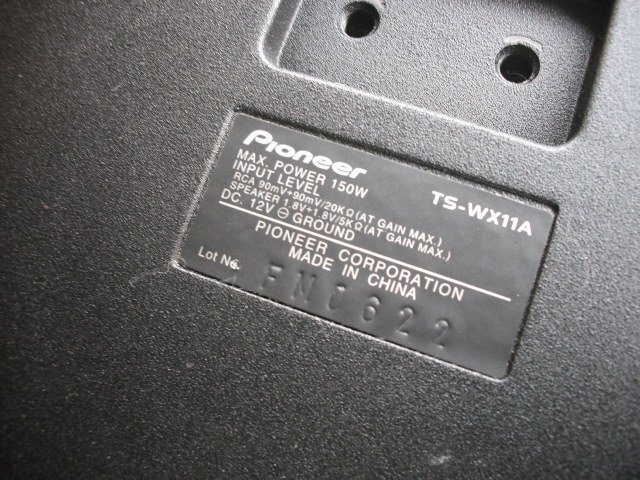 Pioneer
TS-WX11A
MAX. POWER 150W
INPUT LEVEL
RCA 90mV+90mV/20KΩ(AT GAIN MAX.)
SPEAKER 1.8V+1.8V/5KΩ(AT GAIN MAX.)
DC. 12V ⊖ GROUND
PIONEER CORPORATION
MADE IN CHINA
Lot No.